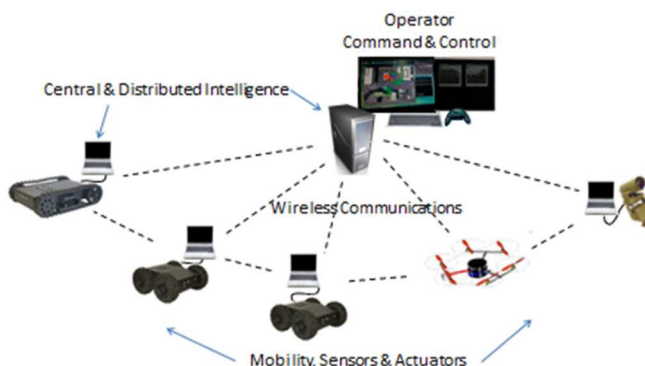 Operator
Command & Control
Central & Distributed Intelligence
Wireless Communications
Mobility, Sensors & Actuators